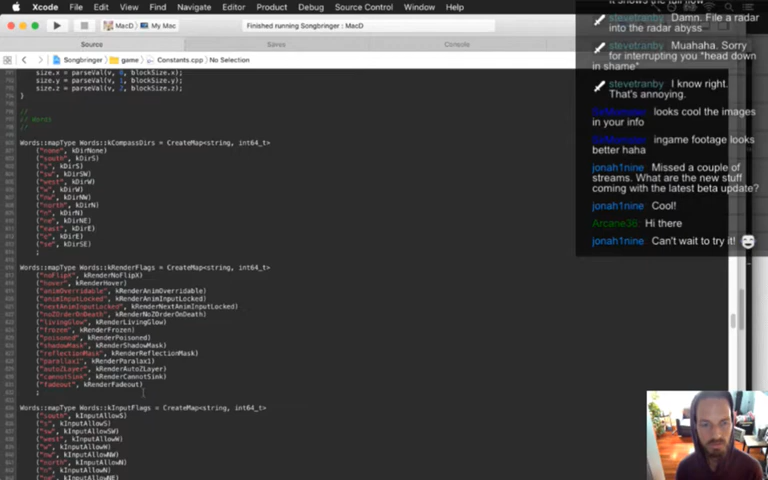 Xcode File Edit View Find Navigate Editor Product Debug Source Control Window Help
MacD My Mac
Finished running Songbringer : MacD
Source Saves Console
Songbringer game Constants.cpp No Selection
size.x = parseVal(v, 0, blockSize.x);
size.y = parseVal(v, 1, blockSize.y);
size.z = parseVal(v, 2, blockSize.z);
}
//
// Words
//
Words::mapType Words::kCompassDirs = CreateMap<string, int64_t>
("none", kDirNone)
("south", kDirS)
("s", kDirS)
("sw", kDirSW)
("west", kDirW)
("w", kDirW)
("nw", kDirNW)
("north", kDirN)
("n", kDirN)
("ne", kDirNE)
("east", kDirE)
("e", kDirE)
("se", kDirSE)
;
Words::mapType Words::kRenderFlags = CreateMap<string, int64_t>
("noFlipX", kRenderNoFlipX)
("hover", kRenderHover)
("animOverridable", kRenderAnimOverridable)
("animInputLocked", kRenderAnimInputLocked)
("nextAnimInputLocked", kRenderNextAnimInputLocked)
("noZOrderOnDeath", kRenderNoZOrderOnDeath)
("livingGlow", kRenderLivingGlow)
("frozen", kRenderFrozen)
("poisoned", kRenderPoisoned)
("shadowMask", kRenderShadowMask)
("reflectionMask", kRenderReflectionMask)
("parallax1", kRenderParalax1)
("autoZLayer", kRenderAutoZLayer)
("cannotSink", kRenderCannotSink)
("fadeout", kRenderFadeout)
;
Words::mapType Words::kInputFlags = CreateMap<string, int64_t>
("south", kInputAllowS)
("s", kInputAllowS)
("sw", kInputAllowSW)
("west", kInputAllowW)
("w", kInputAllowW)
("nw", kInputAllowNW)
("north", kInputAllowN)
("n", kInputAllowN)
stevetranby Damn. File a radar
into the radar abyss
stevetranby Muahaha. Sorry
for interrupting you *head down
in shame*
stevetranby I know right.
That's annoying.
looks cool the images
in your info
ingame footage looks
better haha
jonah1nine Missed a couple of
streams. What are the new stuff
coming with the latest beta update?
jonah1nine Cool!
Hi there
jonah1nine Can't wait to try it!